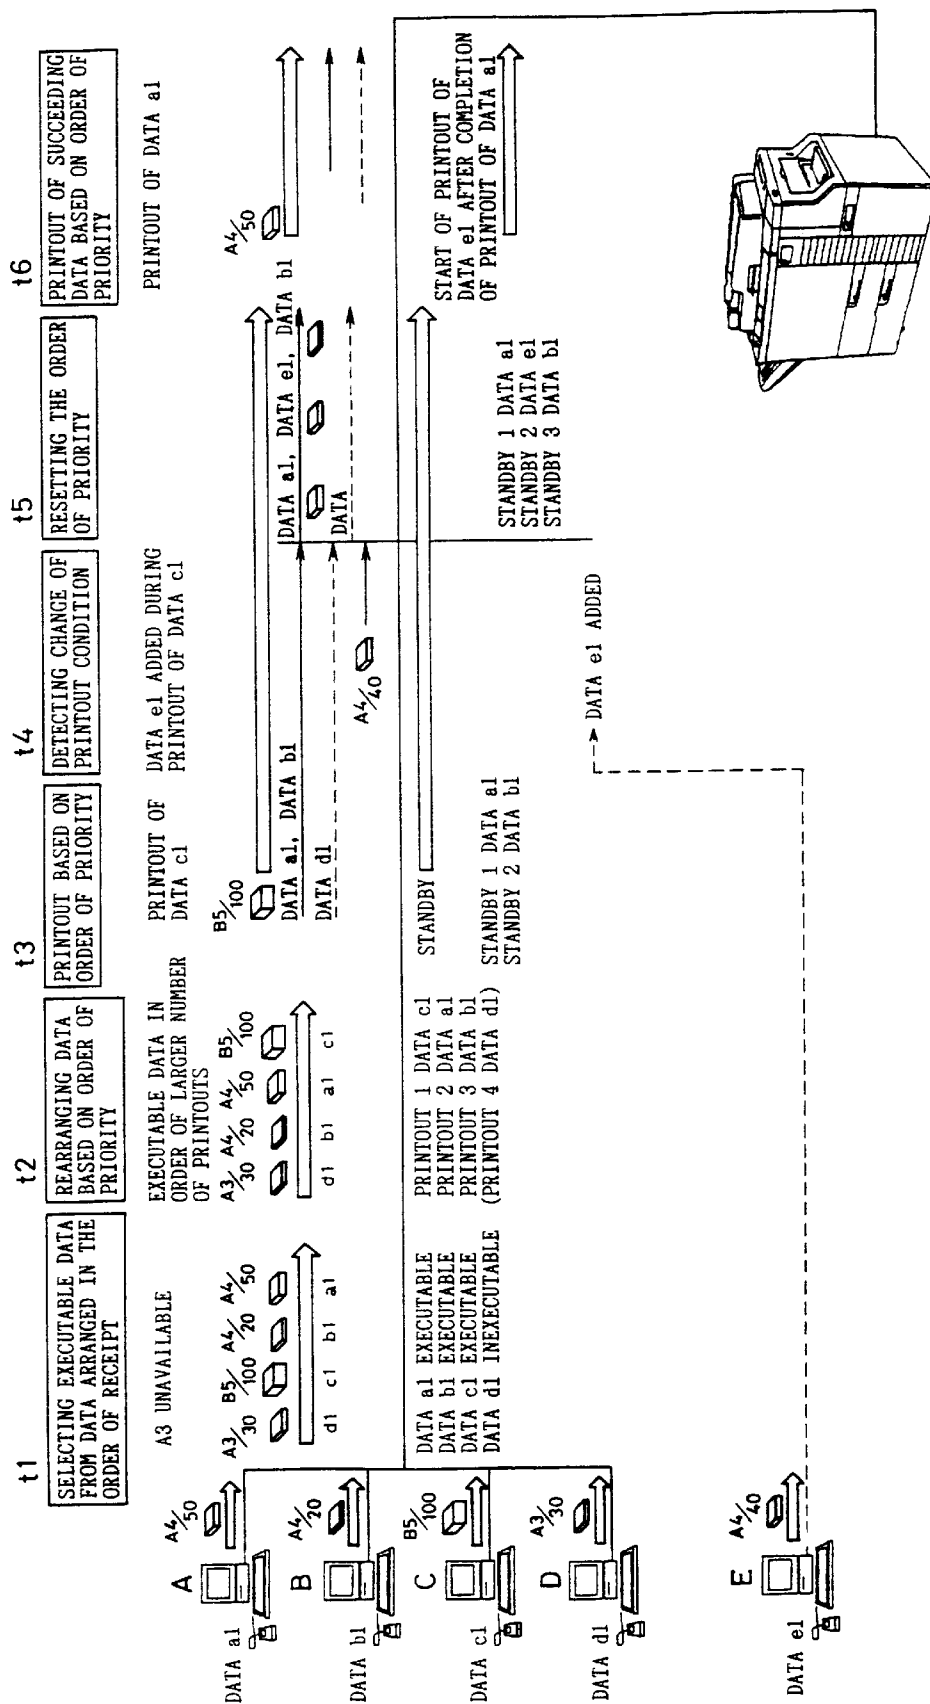 t1
SELECTING EXECUTABLE DATA
FROM DATA ARRANGED IN THE
ORDER OF RECEIPT
t2
REARRANGING DATA
BASED ON ORDER OF
PRIORITY
t3
PRINTOUT BASED ON
ORDER OF PRIORITY
t4
DETECTING CHANGE OF
PRINTOUT CONDITION
t5
RESETTING THE ORDER
OF PRIORITY
t6
PRINTOUT OF SUCCEEDING
DATA BASED ON ORDER OF
PRIORITY
A3 UNAVAILABLE
EXECUTABLE DATA IN
ORDER OF LARGER NUMBER
OF PRINTOUTS
PRINTOUT OF
DATA c1
DATA e1 ADDED DURING
PRINTOUT OF DATA c1
PRINTOUT OF DATA a1
A4/50
A
DATA a1
A4/20
B
DATA b1
B5/100
C
DATA c1
A3/30
D
DATA d1
A4/40
E
DATA e1
A3/30 B5/100 A4/20 A4/50
d1 c1 b1 a1
A3/30 A4/20 A4/50 B5/100
d1 b1 a1 c1
B5/100
DATA a1, DATA b1
DATA d1
A4/40
DATA a1, DATA e1, DATA b1
DATA
A4/50
DATA a1 EXECUTABLE
DATA b1 EXECUTABLE
DATA c1 EXECUTABLE
DATA d1 INEXECUTABLE
PRINTOUT 1 DATA c1
PRINTOUT 2 DATA a1
PRINTOUT 3 DATA b1
(PRINTOUT 4 DATA d1)
STANDBY
STANDBY 1 DATA a1
STANDBY 2 DATA b1
DATA e1 ADDED
STANDBY 1 DATA a1
STANDBY 2 DATA e1
STANDBY 3 DATA b1
START OF PRINTOUT OF
DATA e1 AFTER COMPLETION
OF PRINTOUT OF DATA a1